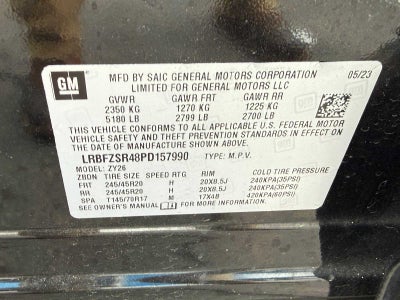 GM
MFD BY SAIC GENERAL MOTORS CORPORATION 05/23
LIMITED FOR GENERAL MOTORS LLC
GVWR GAWR FRT GAWR RR
2350 KG 1270 KG 1225 KG
5180 LB 2799 LB 2700 LB
THIS VEHICLE CONFORMS TO ALL APPLICABLE U.S. FEDERAL MOTOR
VEHICLE SAFETY AND THEFT PREVENTION STANDARDS IN EFFECT ON THE
DATE OF MANUFACTURE SHOWN ABOVE.
LRBFZSR48PD157990 TYPE: M.P.V.
MODEL: ZY26
ZBDN TIRE SIZE SPEED RTG RIM COLD TIRE PRESSURE
FRT 245/45R20 H 20X8.5J 240KPA(35PSI)
RR 245/45R20 H 20X8.5J 240KPA(35PSI)
SPA T145/70R17 M 17X4B 420KPA(60PSI)
SEE OWNER'S MANUAL FOR ADDITIONAL INFORMATION.